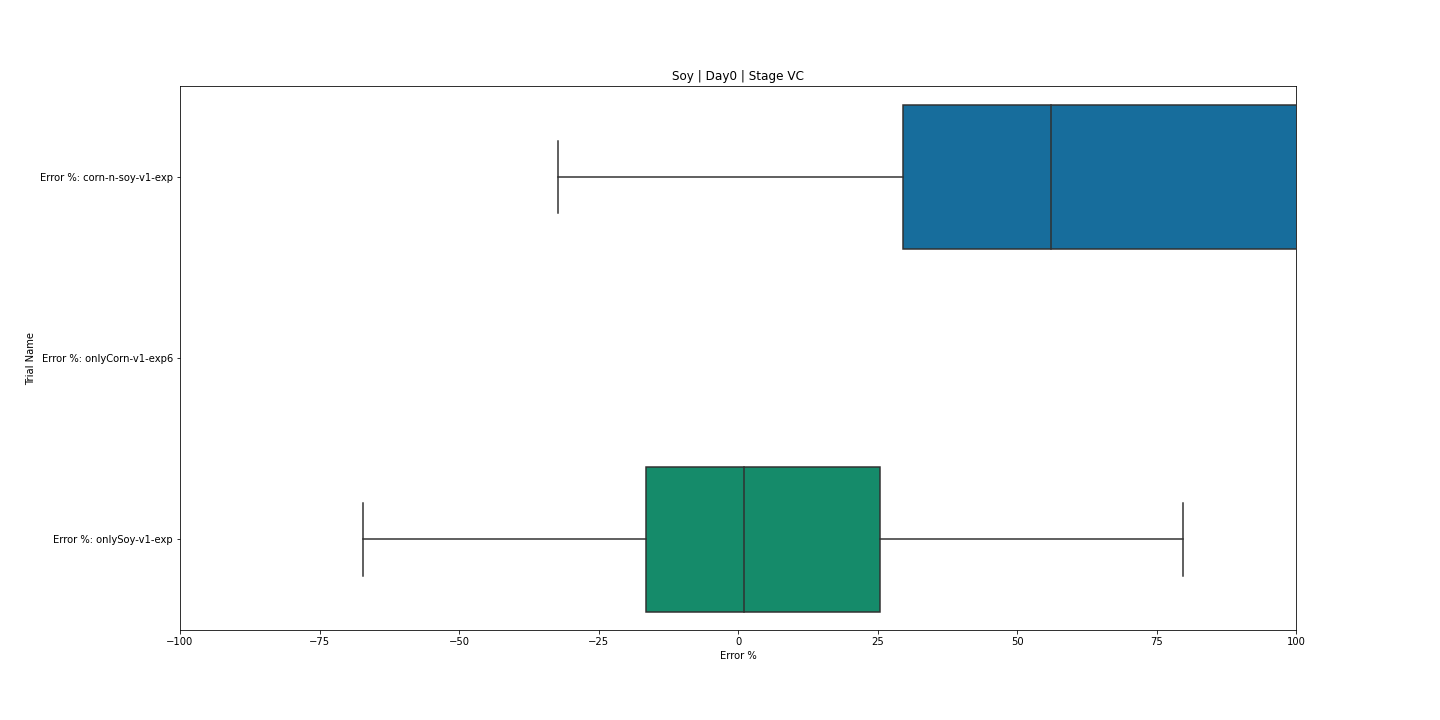 Soy | Day0 | Stage VC
Error %: corn-n-soy-v1-exp
Trial Name
Error %: onlyCorn-v1-exp6
Error %: onlySoy-v1-exp
−100 −75 −50 −25 0 25 50 75 100
Error %